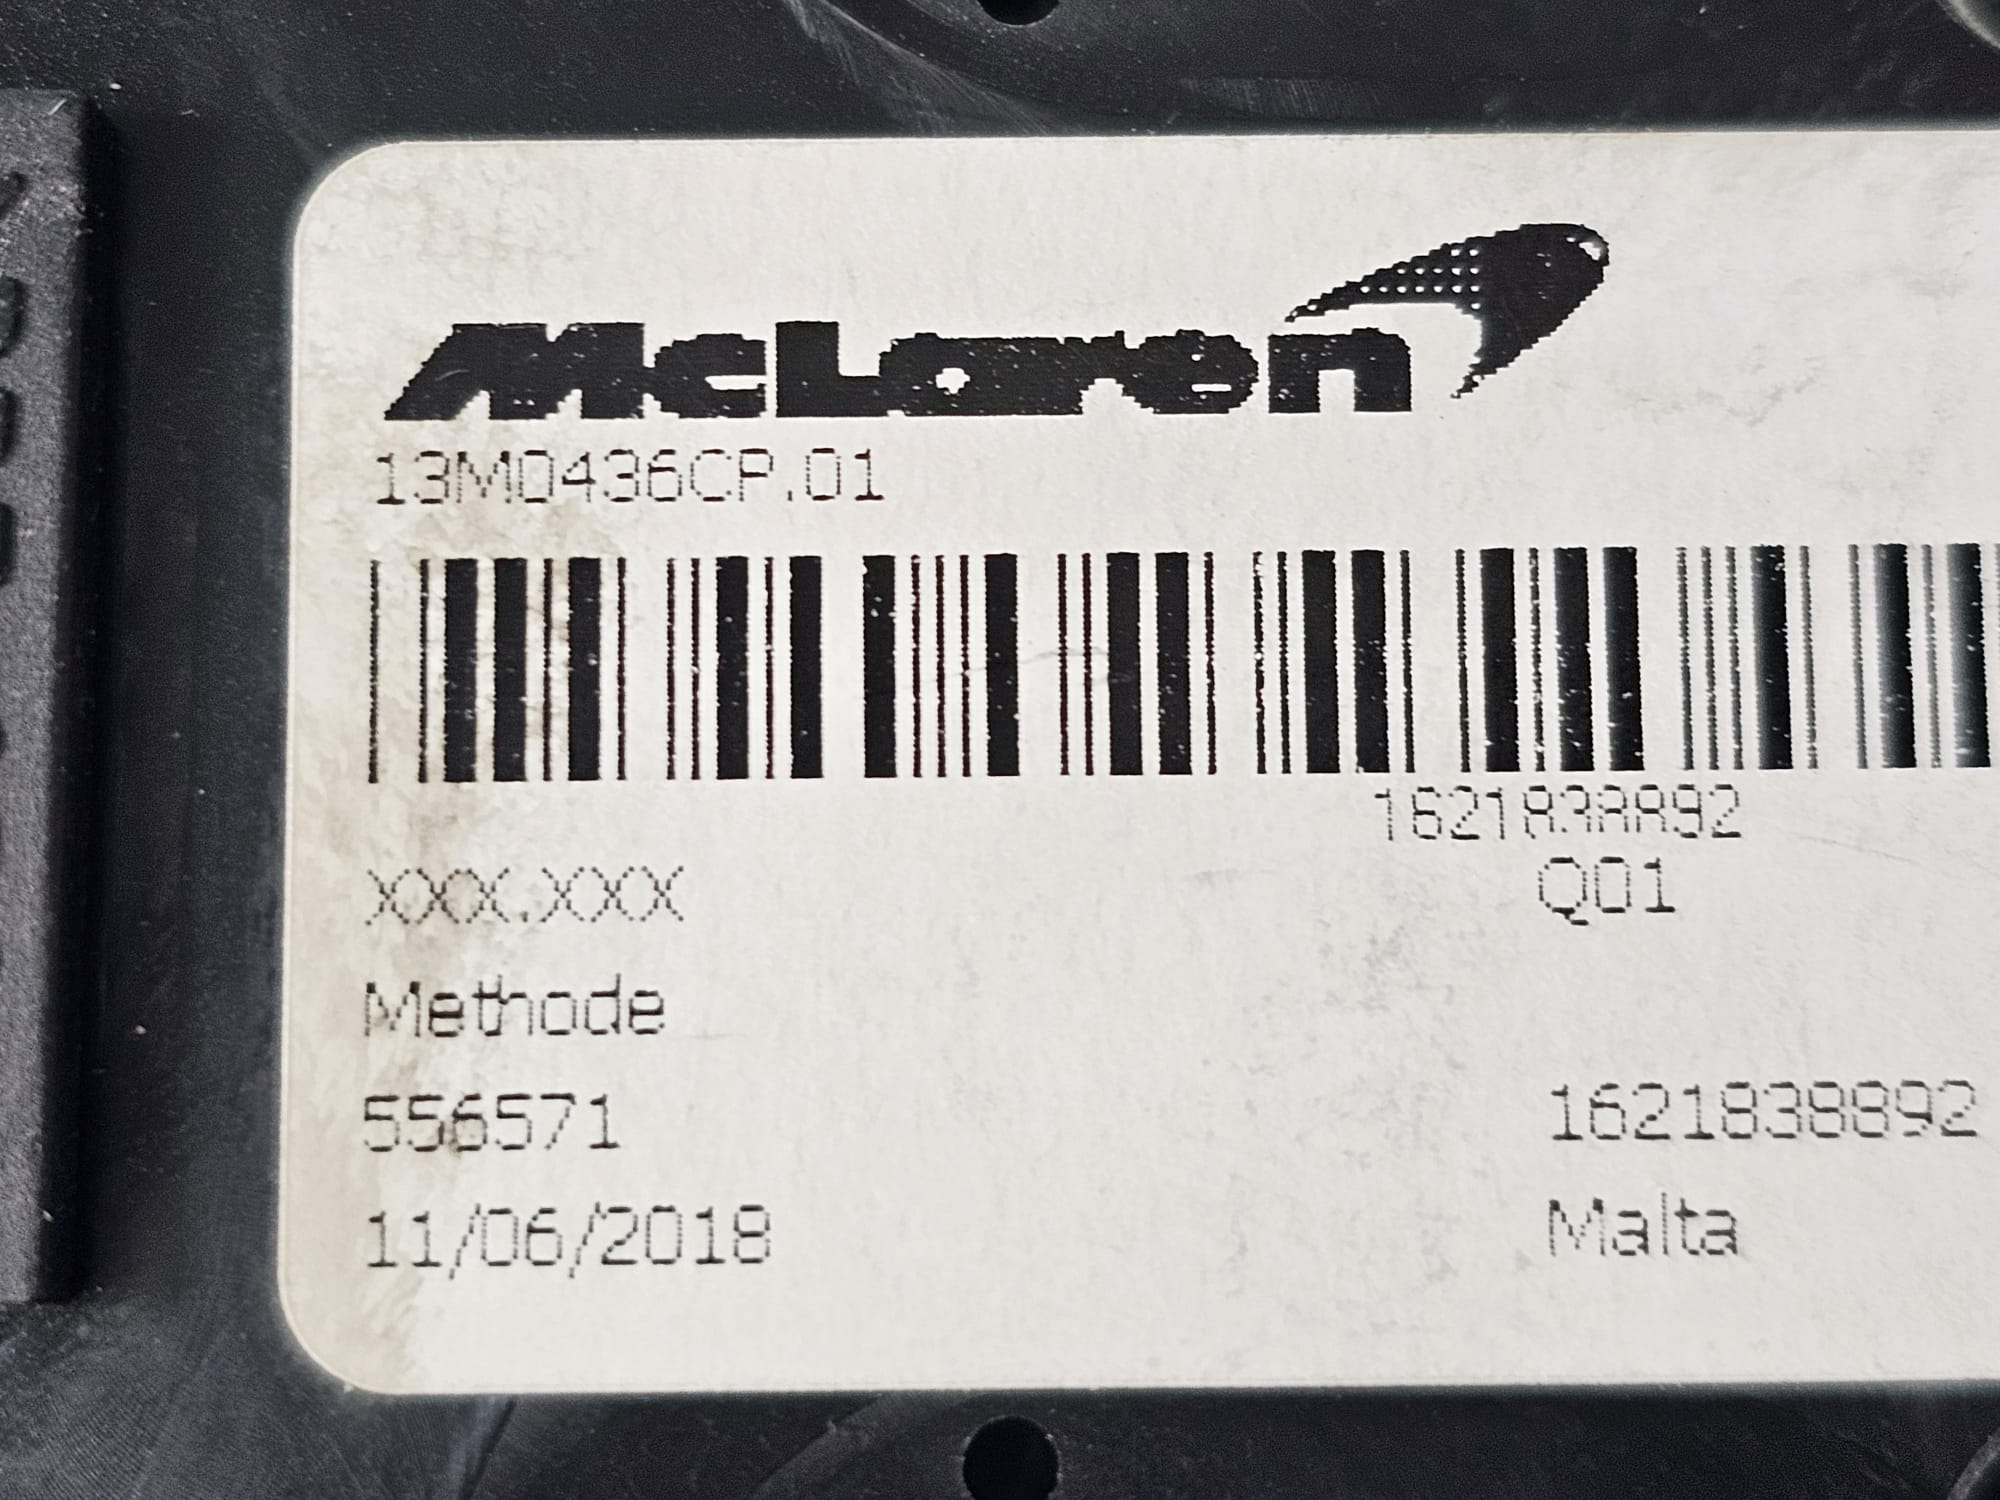 McLaren
13M0436CP.01
1621838892
XXX.XXX
Q01
Methode
556571
1621838892
11/06/2018
Malta